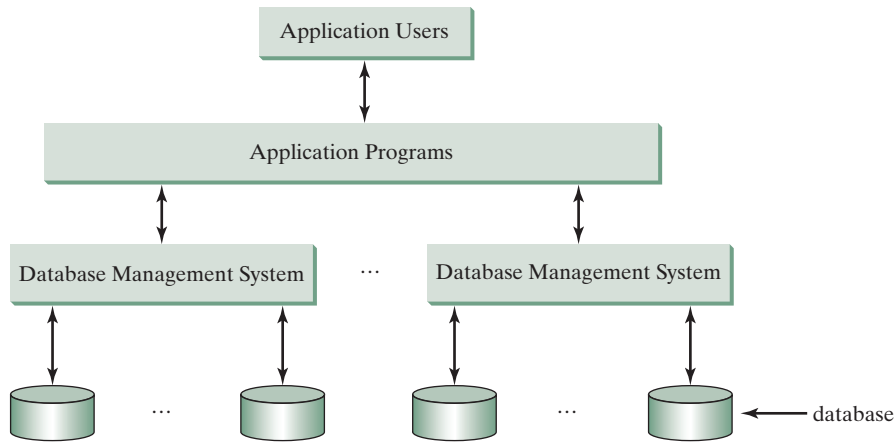 Application Users
Application Programs
Database Management System
...
Database Management System
...
...
database